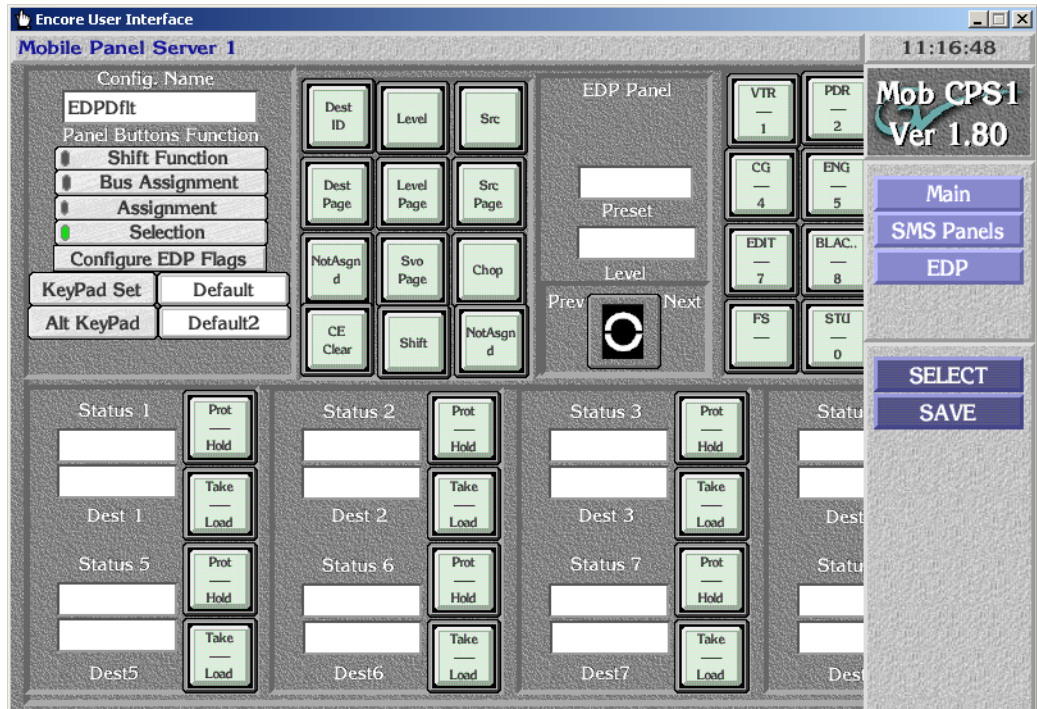 Encore User Interface
Mobile Panel Server 1
11:16:48
Mob CPS1
Ver 1.80
Config. Name
EDPDflt
Panel Buttons Function
Shift Function
Bus Assignment
Assignment
Selection
Configure EDP Flags
KeyPad Set
Default
Alt KeyPad
Default2
Dest
ID
Level
Src
Dest
Page
Level
Page
Src
Page
NotAsgn
d
Svo
Page
Chop
CE
Clear
Shift
NotAsgn
d
EDP Panel
Preset
Level
Prev
Next
VTR
1
PDR
2
CG
4
ENG
5
EDIT
7
BLAC..
8
FS
STU
0
Main
SMS Panels
EDP
SELECT
SAVE
Status 1
Prot
Hold
Take
Load
Dest 1
Status 2
Prot
Hold
Take
Load
Dest 2
Status 3
Prot
Hold
Take
Load
Dest 3
Statu
Dest
Status 5
Prot
Hold
Take
Load
Dest5
Status 6
Prot
Hold
Take
Load
Dest6
Status 7
Prot
Hold
Take
Load
Dest7
Statu
Des